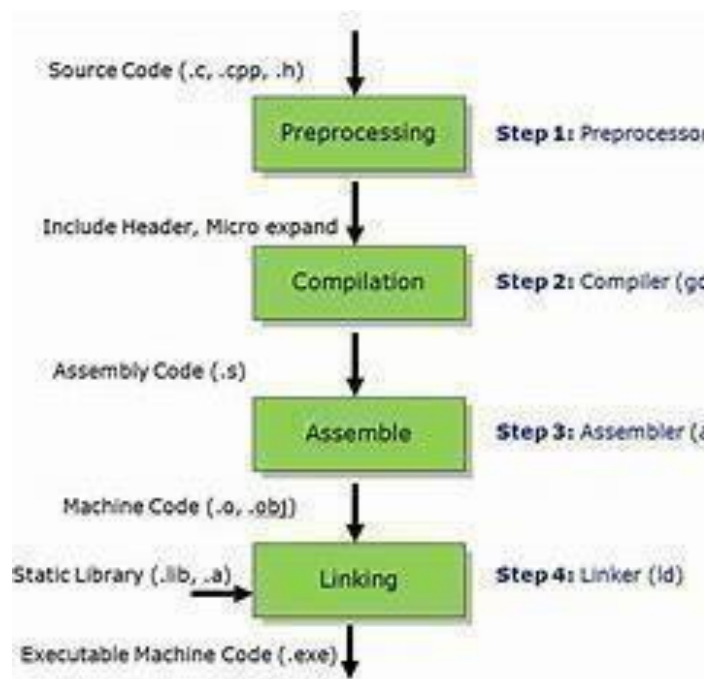 Source Code (.c, .cpp, .h)
Preprocessing
Step 1: Preprocessor
Include Header, Micro expand
Compilation
Step 2: Compiler (
Assembly Code (.s)
Assemble
Step 3: Assembler (
Machine Code (.o, .obj)
Static Library (.lib, .a)
Linking
Step 4: Linker (ld)
Executable Machine Code (.exe)